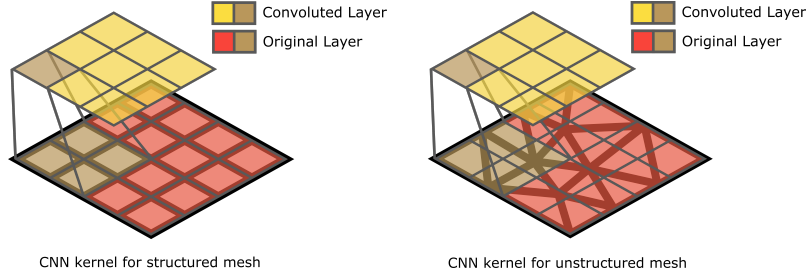 Convoluted Layer
Original Layer
Convoluted Layer
Original Layer
CNN kernel for structured mesh
CNN kernel for unstructured mesh